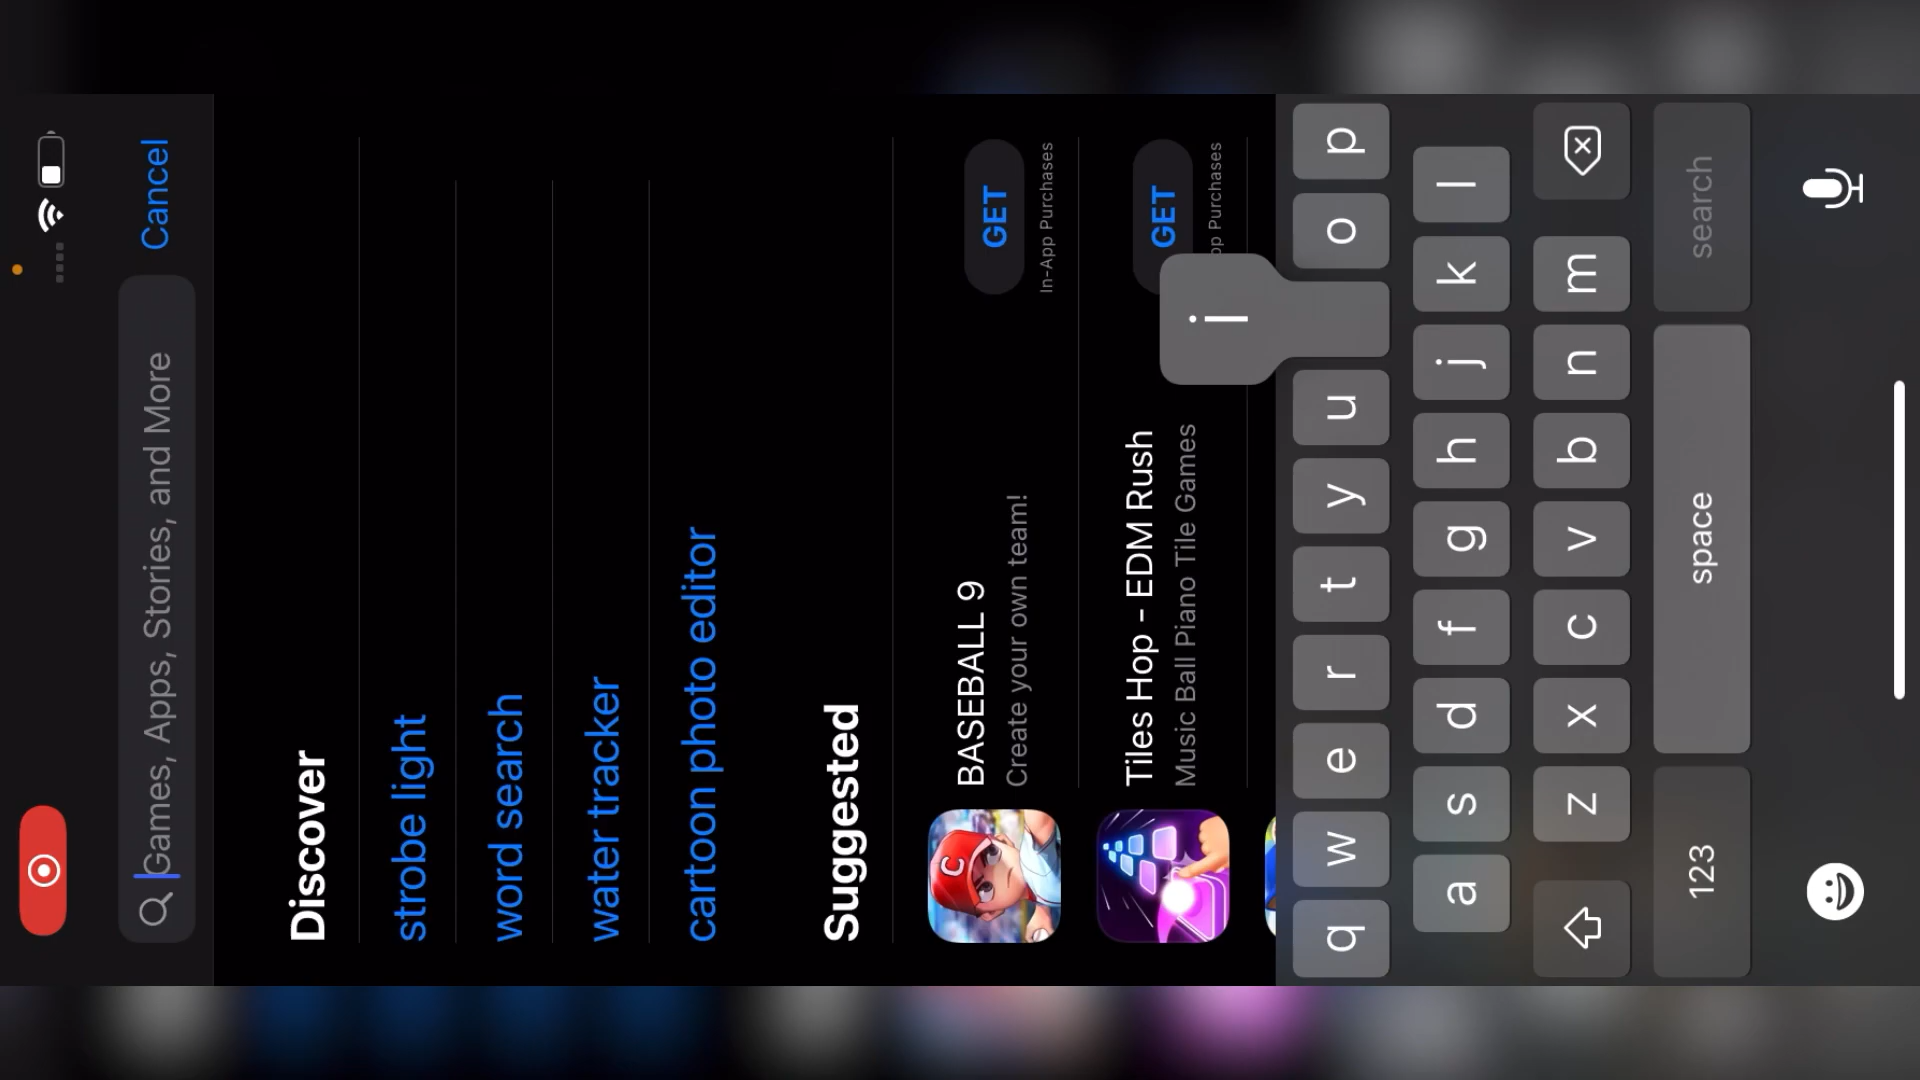 Cancel
Games, Apps, Stories, and More
Discover
strobe light
word search
water tracker
cartoon photo editor
Suggested
BASEBALL 9
Create your own team!
GET
In-App Purchases
Tiles Hop - EDM Rush
Music Ball Piano Tile Games
GET
pp Purchases
q w e r t y u i o p
a s d f g h j k l
z x c v b n m
123 space search